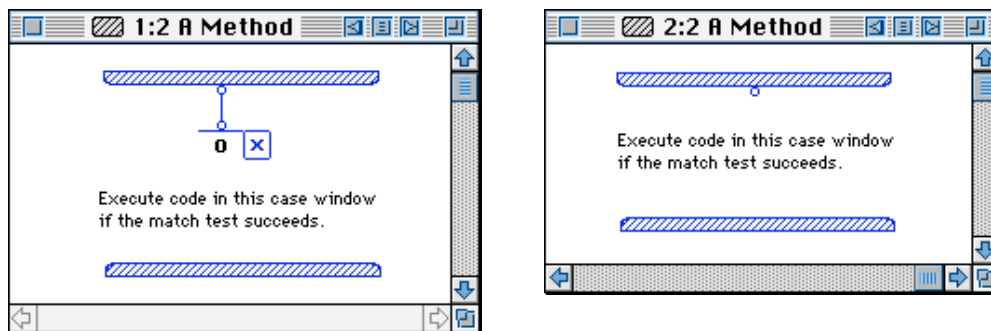 1:2 A Method
0
Execute code in this case window
if the match test succeeds.
2:2 A Method
Execute code in this case window
if the match test succeeds.